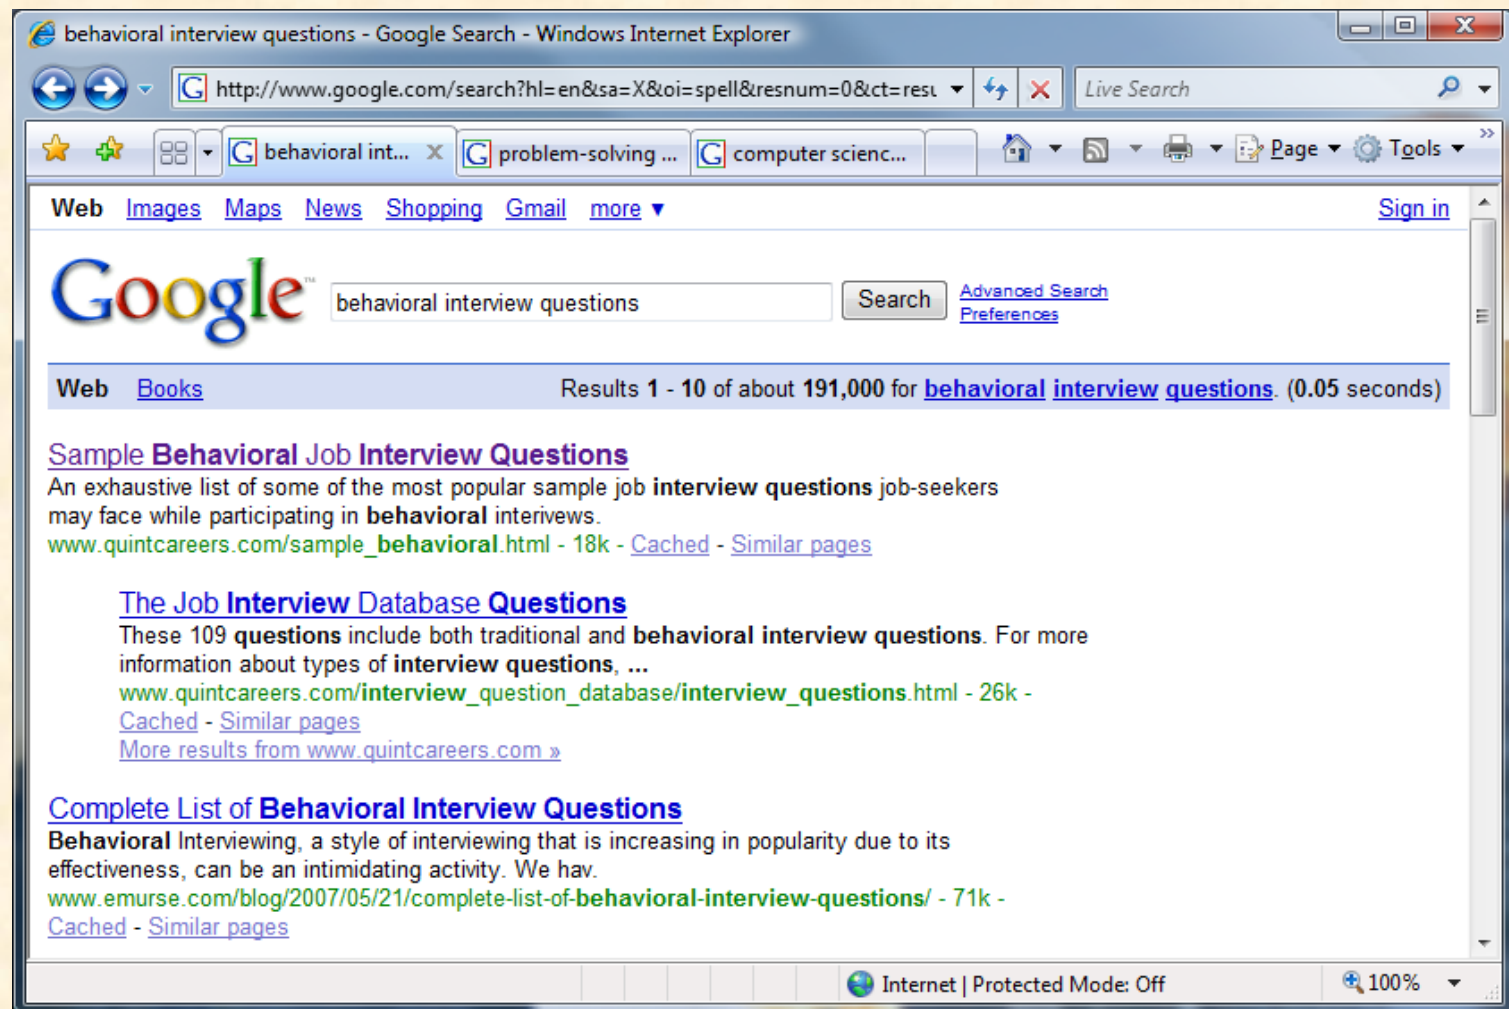 behavioral interview questions - Google Search - Windows Internet Explorer
http://www.google.com/search?hl=en&sa=X&oi=spell&resnum=0&ct=resu
Live Search
behavioral int... problem-solving ... computer scienc... Page Tools
Web Images Maps News Shopping Gmail more ▼ Sign in
Google™ behavioral interview questions Search Advanced Search
Preferences
Web Books Results 1 - 10 of about 191,000 for behavioral interview questions. (0.05 seconds)
Sample Behavioral Job Interview Questions
An exhaustive list of some of the most popular sample job interview questions job-seekers
may face while participating in behavioral interivews.
www.quintcareers.com/sample_behavioral.html - 18k - Cached - Similar pages
The Job Interview Database Questions
These 109 questions include both traditional and behavioral interview questions. For more
information about types of interview questions, ...
www.quintcareers.com/interview_question_database/interview_questions.html - 26k -
Cached - Similar pages
More results from www.quintcareers.com »
Complete List of Behavioral Interview Questions
Behavioral Interviewing, a style of interviewing that is increasing in popularity due to its
effectiveness, can be an intimidating activity. We hav.
www.emurse.com/blog/2007/05/21/complete-list-of-behavioral-interview-questions/ - 71k -
Cached - Similar pages
Internet | Protected Mode: Off 100%